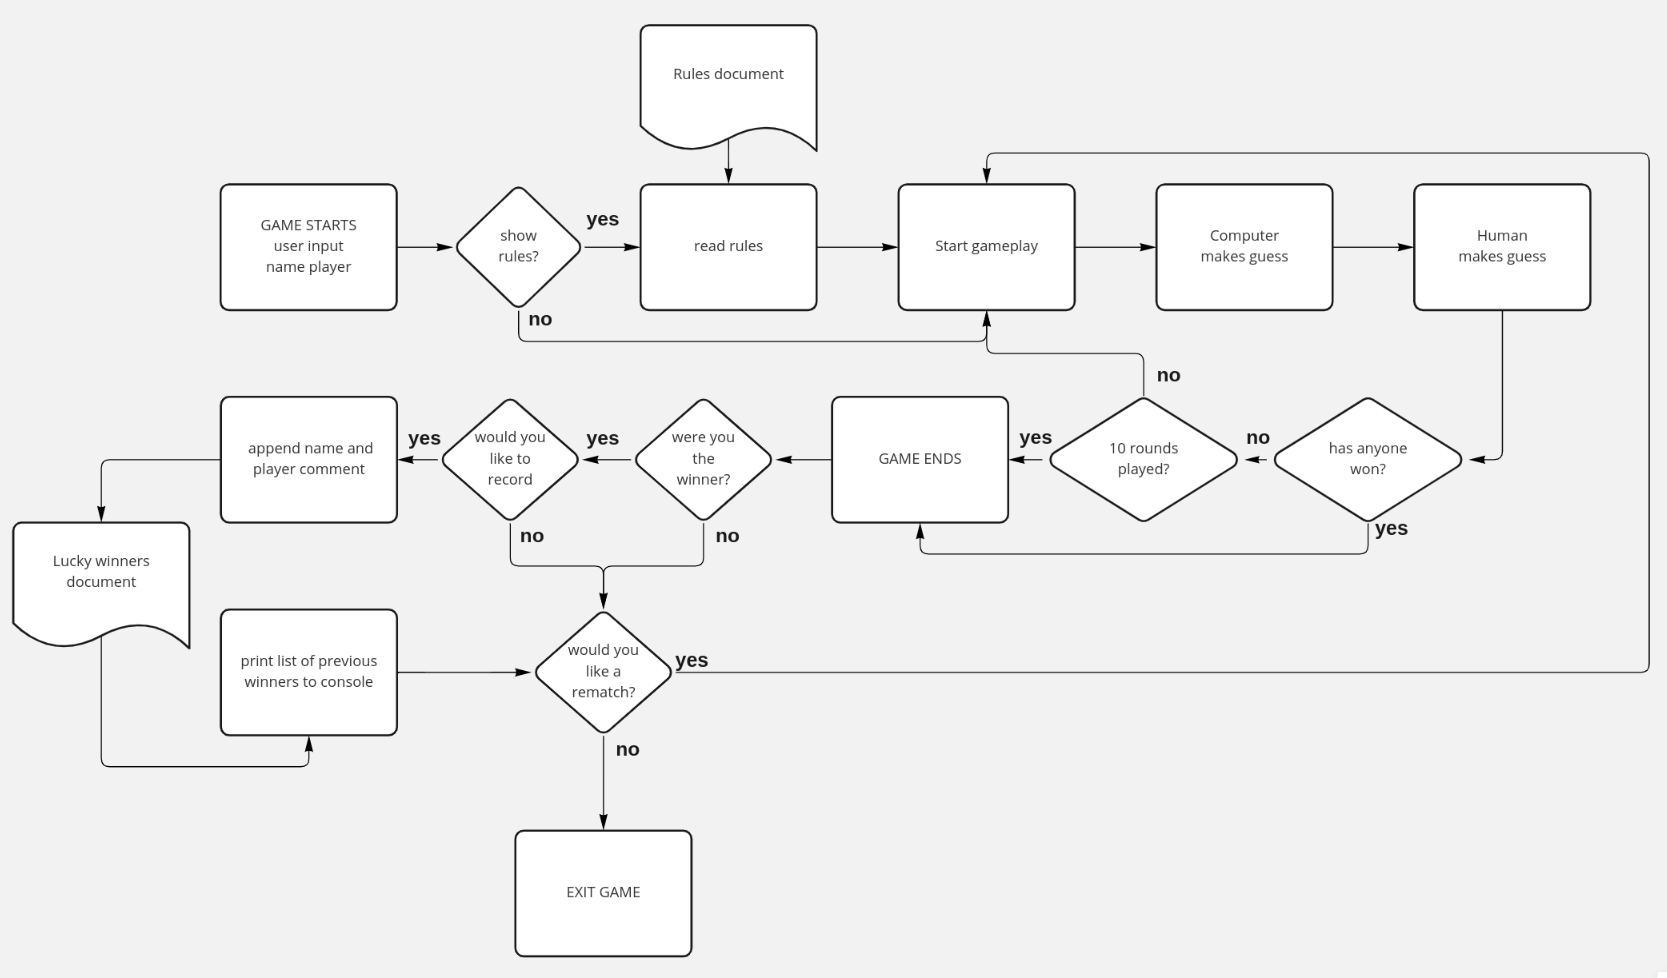 Rules document
GAME STARTS
user input
name player
show
rules?
yes
no
read rules
Start gameplay
Computer
makes guess
Human
makes guess
has anyone
won?
no
yes
10 rounds
played?
no
yes
GAME ENDS
were you
the
winner?
yes
no
would you
like to
record
yes
no
append name and
player comment
Lucky winners
document
print list of previous
winners to console
would you
like a
rematch?
yes
no
EXIT GAME